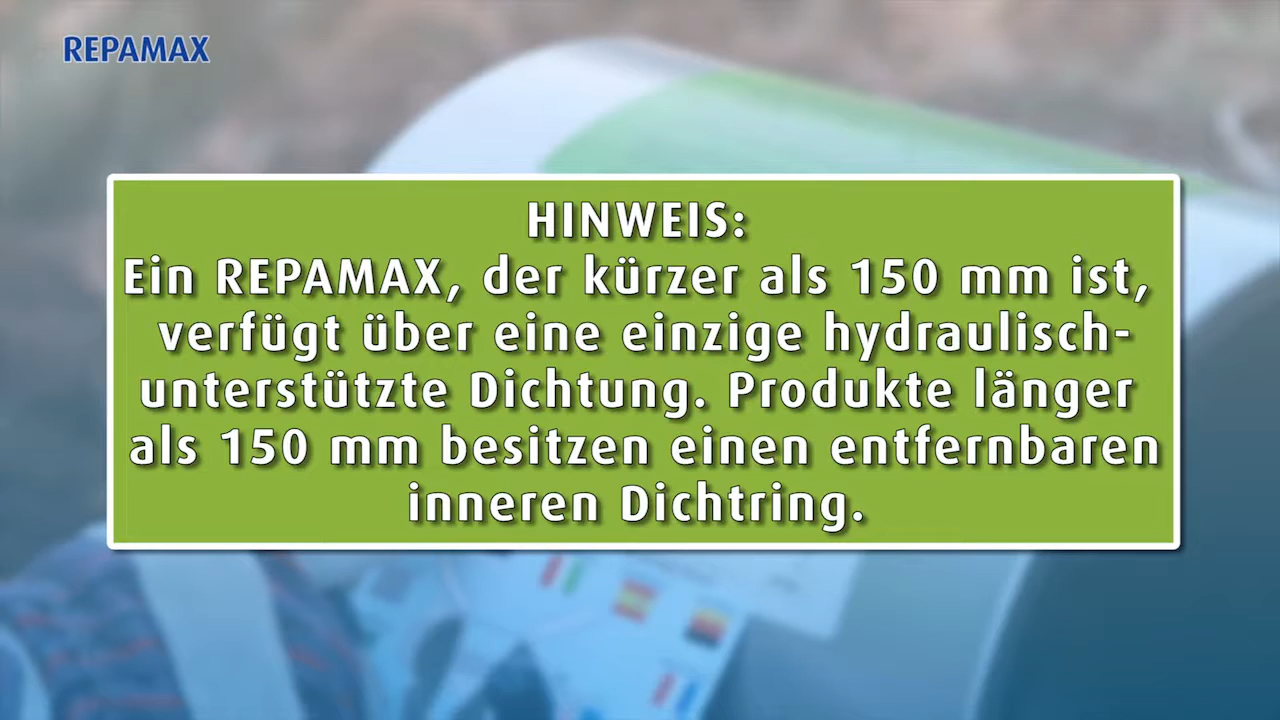 REPAMAX
HINWEIS:
Ein REPAMAX, der kürzer als 150 mm ist,
verfügt über eine einzige hydraulisch-
unterstützte Dichtung. Produkte länger
als 150 mm besitzen einen entfernbaren
inneren Dichtring.